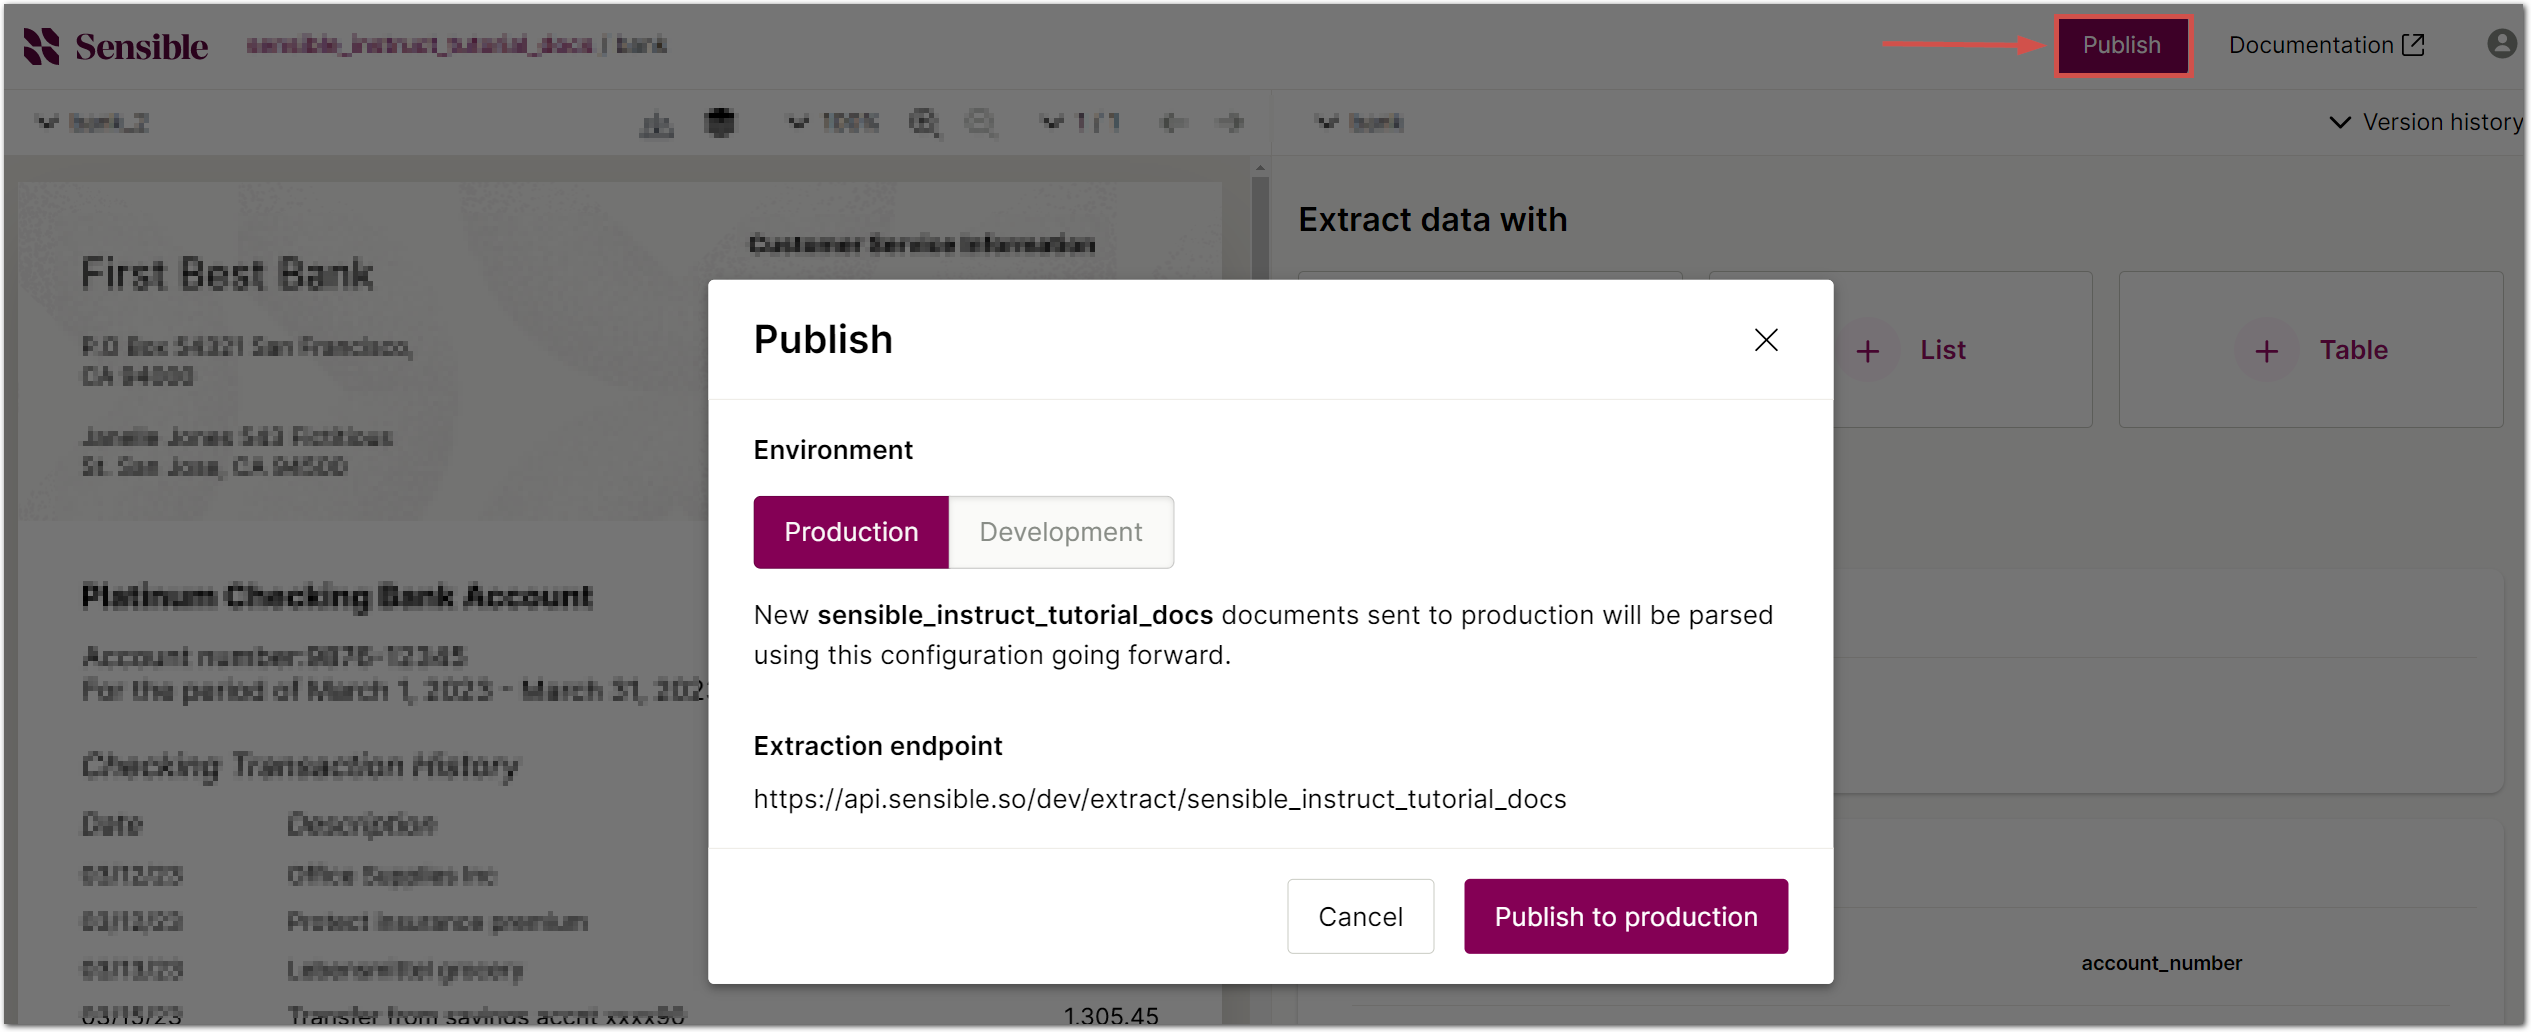 Sensible
sensible_instruct_tutorial_docs / bank
Publish
Documentation
bank_2
100%
1 / 1
bank
Version history
First Best Bank
Customer Service Information
P.O Box 54321 San Francisco,
CA 94000
Janelle Jones 543 Fictitious
St. San Jose, CA 94500
Platinum Checking Bank Account
Account number:9876-12345
For the period of March 1, 2023 - March 31, 2023
Checking Transaction History
Date Description
03/12/23 Office Supplies Inc
03/12/23 Protect insurance premium
03/13/23 Lebensmittel grocery
03/15/23 Transfer from savings accnt xxxx90 1,305.45
Extract data with
List
Table
account_number
Publish
Environment
Production Development
New sensible_instruct_tutorial_docs documents sent to production will be parsed
using this configuration going forward.
Extraction endpoint
https://api.sensible.so/dev/extract/sensible_instruct_tutorial_docs
Cancel
Publish to production